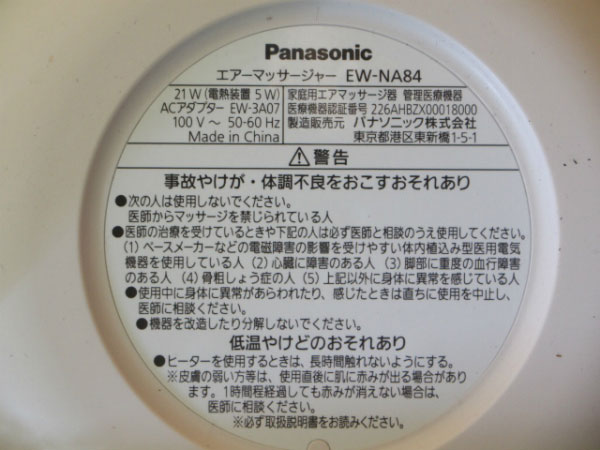 Panasonic
エアーマッサージャー EW-NA84
21W(電熱装置 5W)
ACアダプター EW-3A07
100V～ 50-60Hz
Made in China
家庭用エアマッサージ器 管理医療機器
医療機器認証番号 226AHBZX00018000
製造販売元 パナソニック株式会社
東京都港区東新橋1-5-1
⚠警告
事故やけが・体調不良をおこすおそれあり
●次の人は使用しないでください。
医師からマッサージを禁じられている人
●医師の治療を受けているときや下記の人は必ず医師と相談のうえ使用してください。
(1) ペースメーカーなどの電磁障害の影響を受けやすい体内植込み型医用電気
機器を使用している人 (2) 心臓に障害のある人 (3) 脚部に重度の血行障害
のある人 (4) 骨粗しょう症の人 (5) 上記以外に身体に異常を感じている人
●使用中に身体に異常があらわれたり、感じたときは直ちに使用を中止し、
医師に相談ください。
●機器を改造したり分解しないでください。
低温やけどのおそれあり
●ヒーターを使用するときは、長時間触れないようにする。
※皮膚の弱い方等は、使用直後に肌に赤みが出る場合があり
ます。1時間程経過しても赤みが消えない場合は、
医師に相談ください。
※必ず取扱説明書をお読みください。